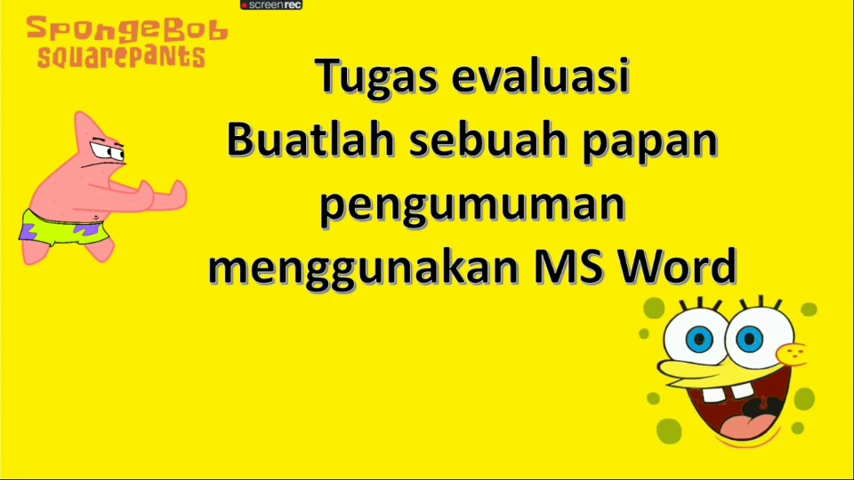 screenrec
SpongeBob
SQUarePaNTS
Tugas evaluasi
Buatlah sebuah papan
pengumuman
menggunakan MS Word